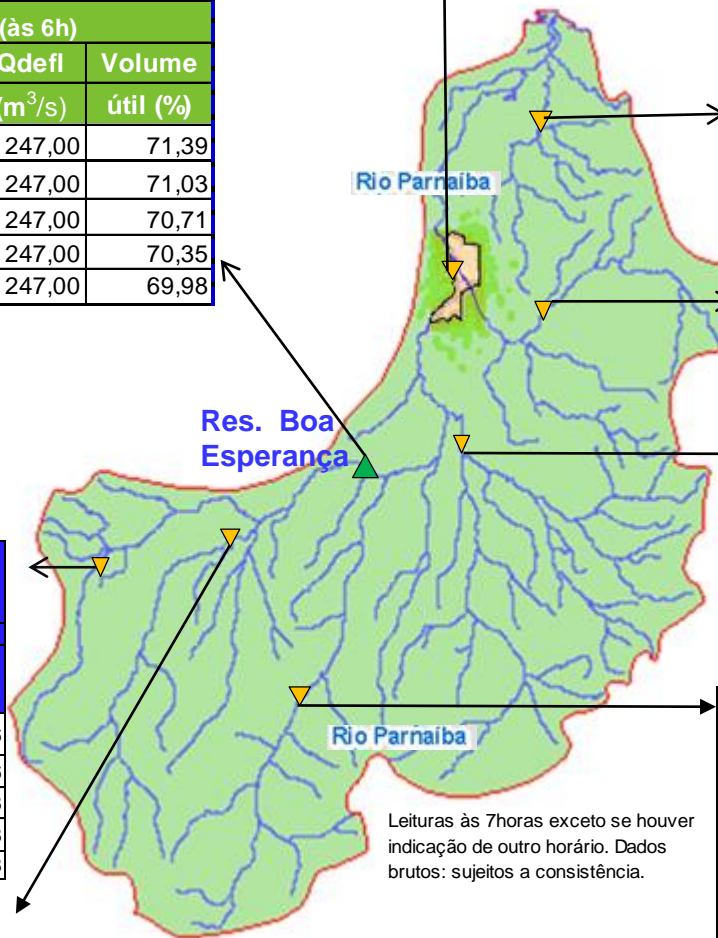 (às 6h)
Qdefl Volume
(m³/s) útil (%)
247,00 71,39
247,00 71,03
247,00 70,71
247,00 70,35
247,00 69,98
Rio Parnaíba
Res. Boa
Esperança
Rio Parnaíba
Leituras às 7horas exceto se houver
indicação de outro horário. Dados
brutos: sujeitos a consistência.